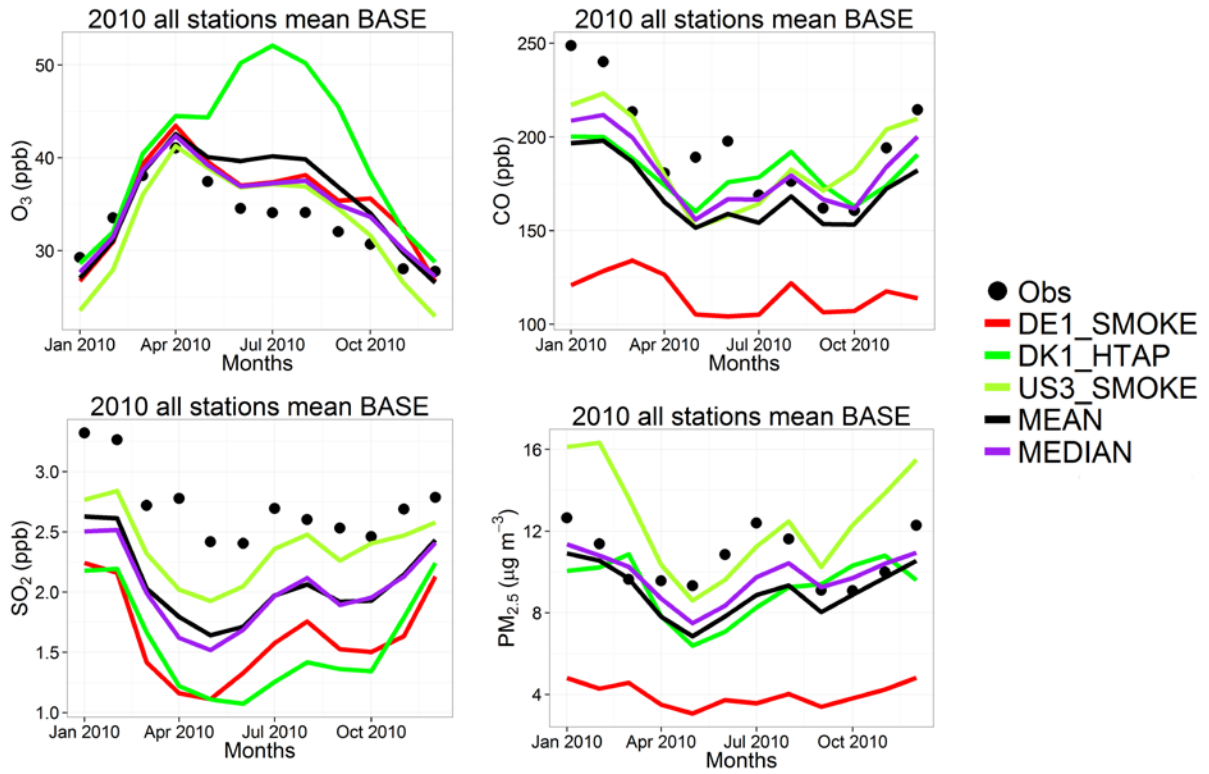 2010 all stations mean BASE
O₃ (ppb)
50
40
30
Jan 2010 Apr 2010 Jul 2010 Oct 2010
Months
2010 all stations mean BASE
CO (ppb)
250
200
150
100
Jan 2010 Apr 2010 Jul 2010 Oct 2010
Months
2010 all stations mean BASE
SO₂ (ppb)
3.0
2.5
2.0
1.5
1.0
Jan 2010 Apr 2010 Jul 2010 Oct 2010
Months
2010 all stations mean BASE
PM₂.₅ (μg m⁻³)
16
12
8
4
Jan 2010 Apr 2010 Jul 2010 Oct 2010
Months
Obs
DE1_SMOKE
DK1_HTAP
US3_SMOKE
MEAN
MEDIAN